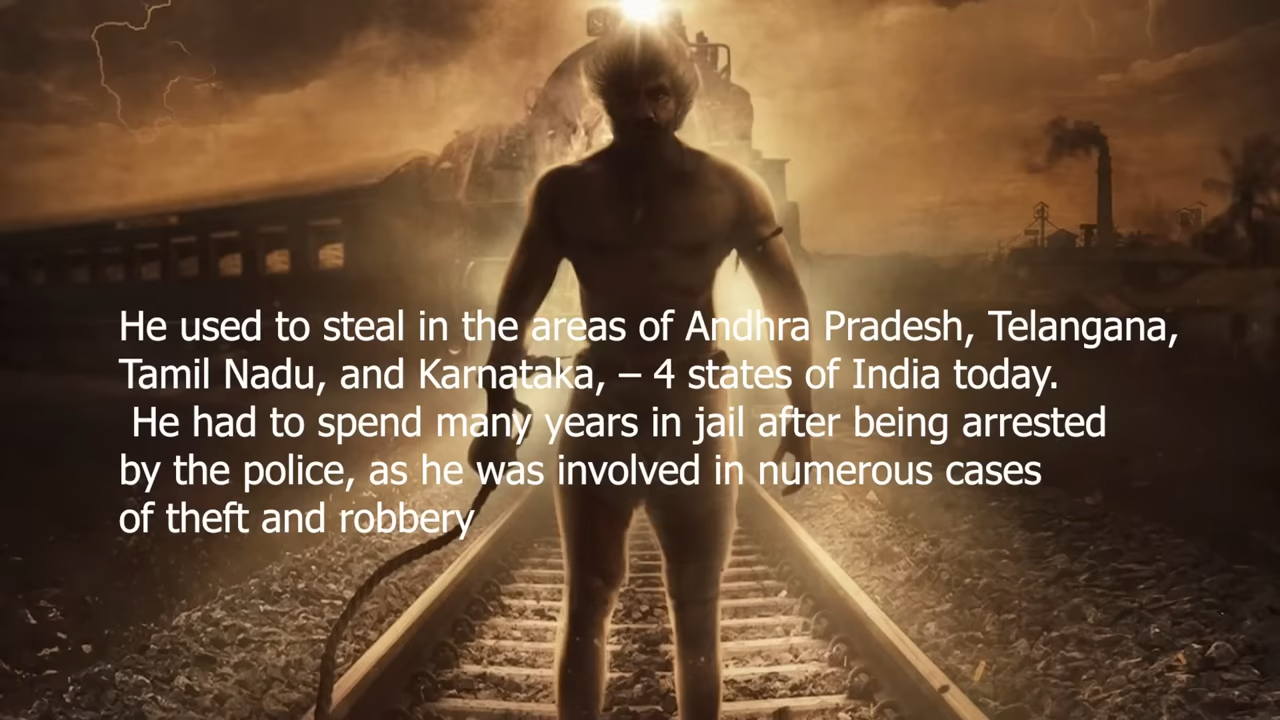 He used to steal in the areas of Andhra Pradesh, Telangana,
Tamil Nadu, and Karnataka, – 4 states of India today.
He had to spend many years in jail after being arrested
by the police, as he was involved in numerous cases
of theft and robbery